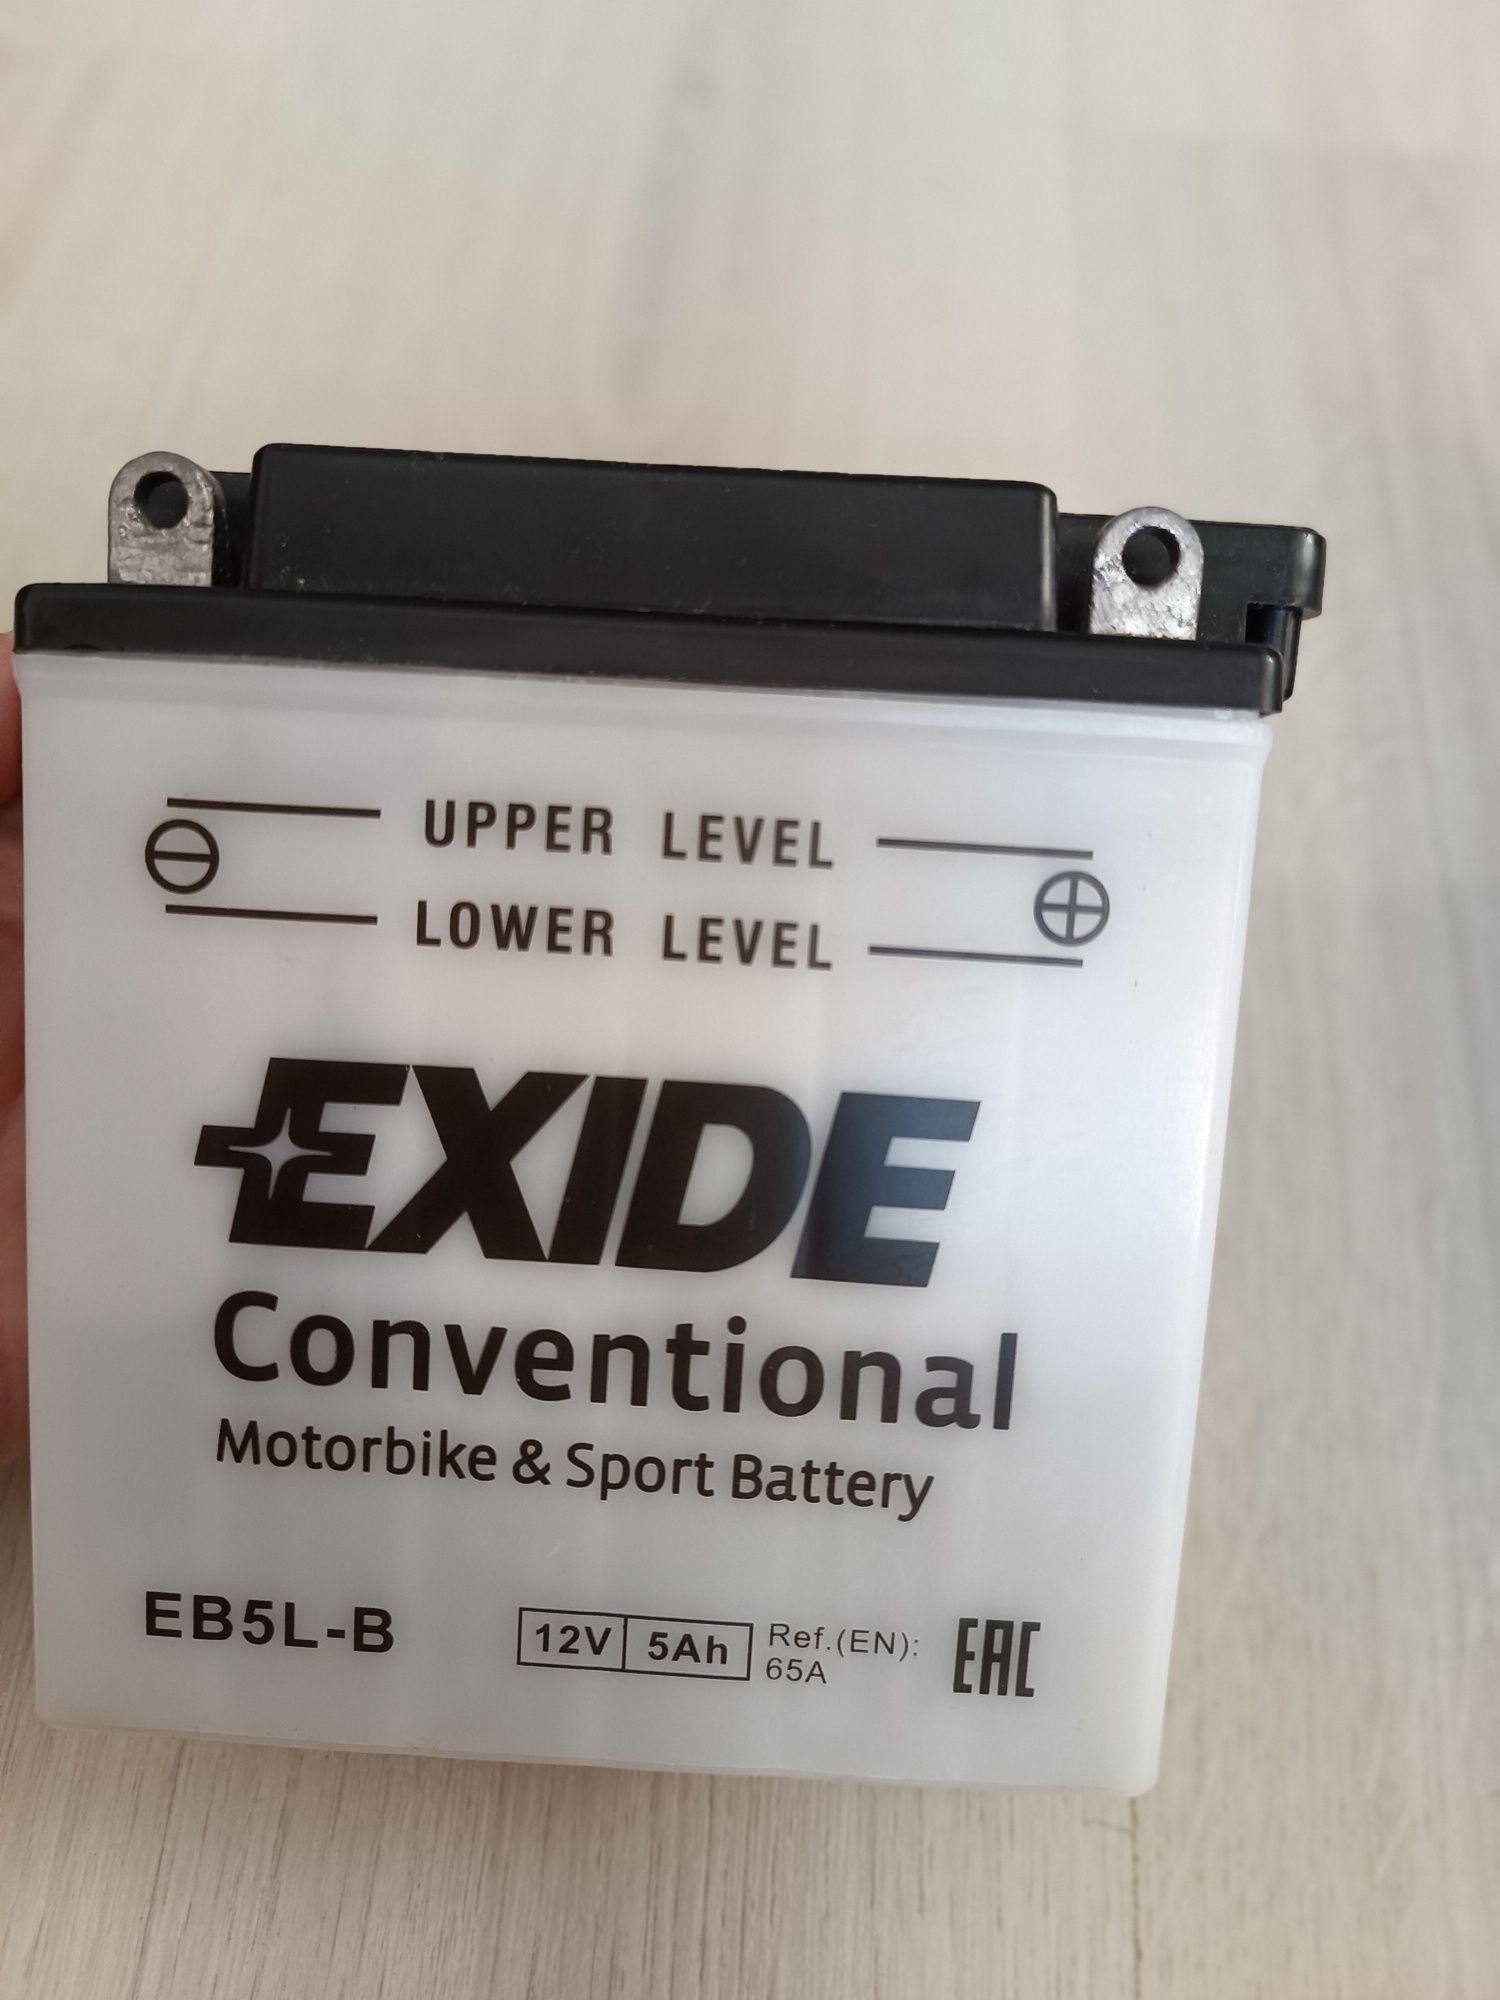 UPPER LEVEL
LOWER LEVEL
EXIDE
Conventional
Motorbike & Sport Battery
EB5L-B
12V 5Ah
Ref.(EN):
65A
EAC